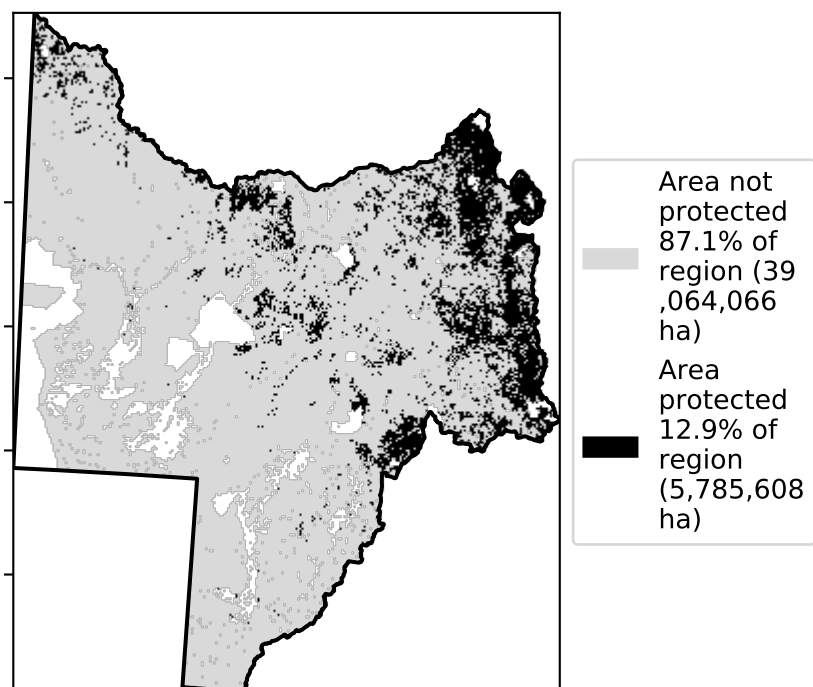 Area not
protected
87.1% of
region (39
,064,066
ha)
Area
protected
12.9% of
region
(5,785,608
ha)